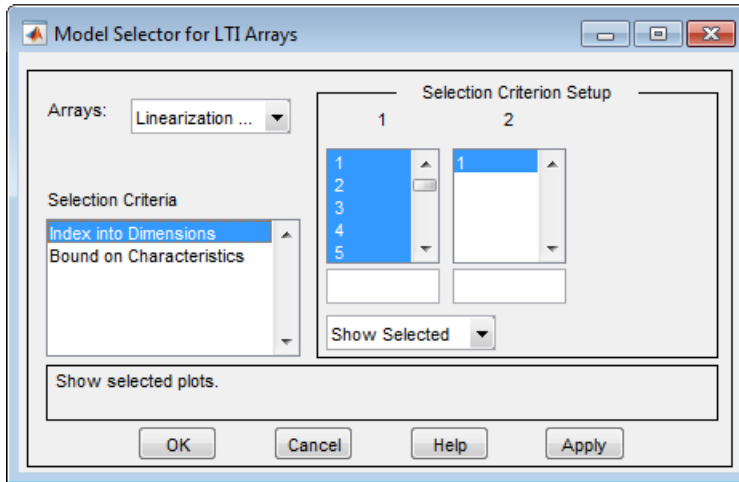 Model Selector for LTI Arrays
Arrays:
Linearization ...
Selection Criteria
Index into Dimensions
Bound on Characteristics
Selection Criterion Setup
1 2
1
2
3
4
5
1
Show Selected
Show selected plots.
OK Cancel Help Apply